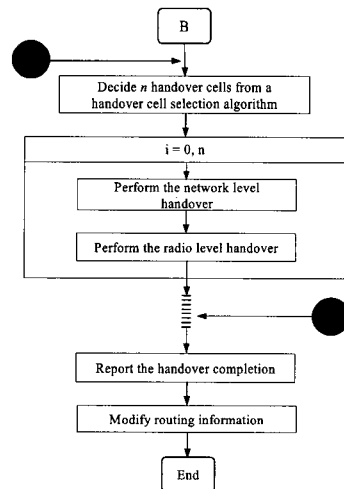 B
Decide n handover cells from a
handover cell selection algorithm
i = 0, n
Perform the network level
handover
Perform the radio level handover
Report the handover completion
Modify routing information
End